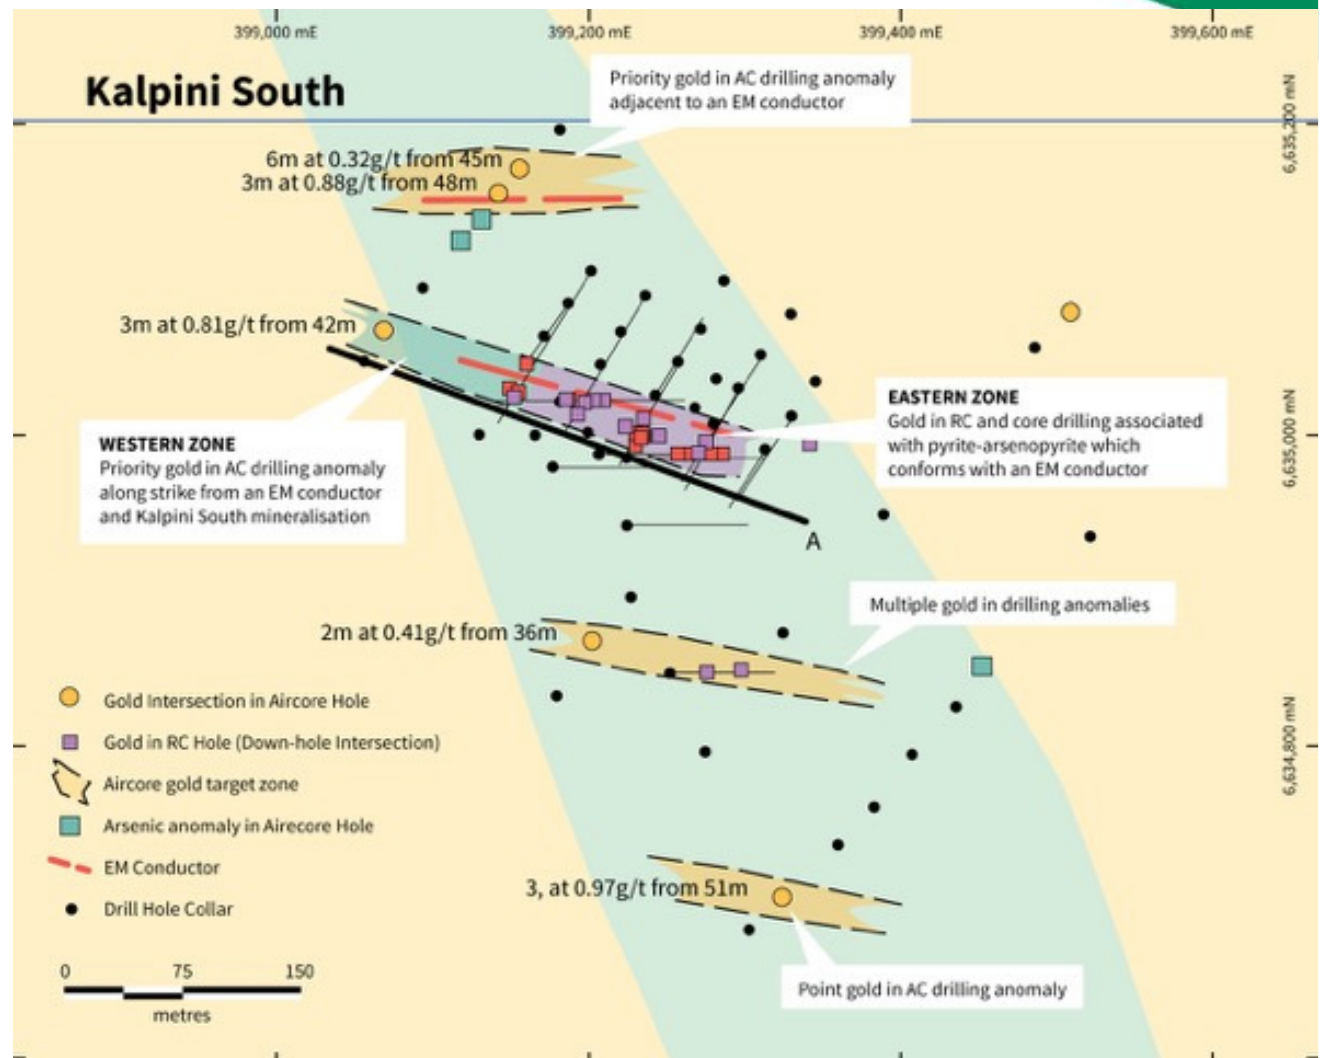 399,000 mE
399,200 mE
399,400 mE
399,600 mE
Kalpini South
Priority gold in AC drilling anomaly
adjacent to an EM conductor
6,635,200 mN
6m at 0.32g/t from 45m
3m at 0.88g/t from 48m
3m at 0.81g/t from 42m
EASTERN ZONE
Gold in RC and core drilling associated
with pyrite-arsenopyrite which
conforms with an EM conductor
6,635,000 mN
WESTERN ZONE
Priority gold in AC drilling anomaly
along strike from an EM conductor
and Kalpini South mineralisation
A
Multiple gold in drilling anomalies
2m at 0.41g/t from 36m
6,634,800 mN
Gold Intersection in Aircore Hole
Gold in RC Hole (Down-hole Intersection)
Aircore gold target zone
Arsenic anomaly in Airecore Hole
EM Conductor
Drill Hole Collar
3, at 0.97g/t from 51m
Point gold in AC drilling anomaly
0 75 150
metres